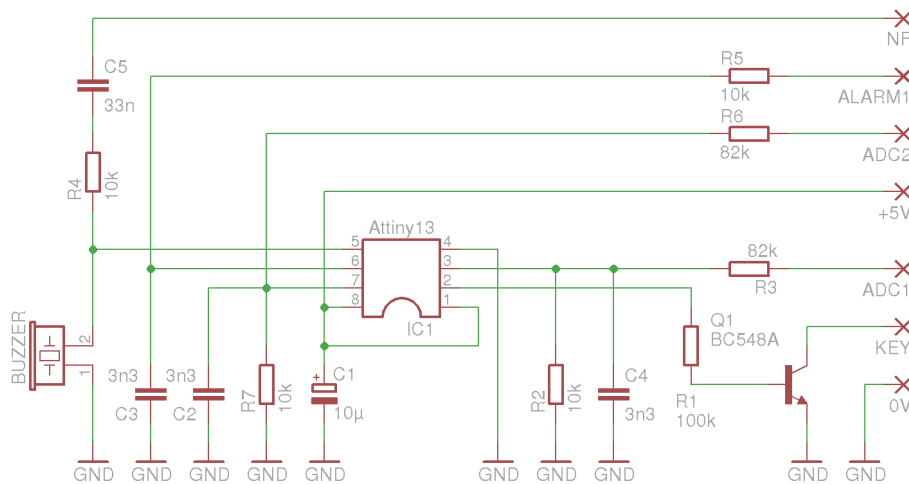 NF
C5
33n
R5
10k
ALARM1
R6
82k
ADC2
R4
10k
+5V
Attiny13
5
4
6
3
7
2
8
1
IC1
82k
R3
ADC1
BUZZER
2
1
Q1
BC548A
KEY
3n3
C3
3n3
C2
R7
10k
+
C1
10µ
R2
10k
C4
3n3
R1
100k
0V
GND
GND
GND
GND
GND
GND
GND
GND
GND
GND